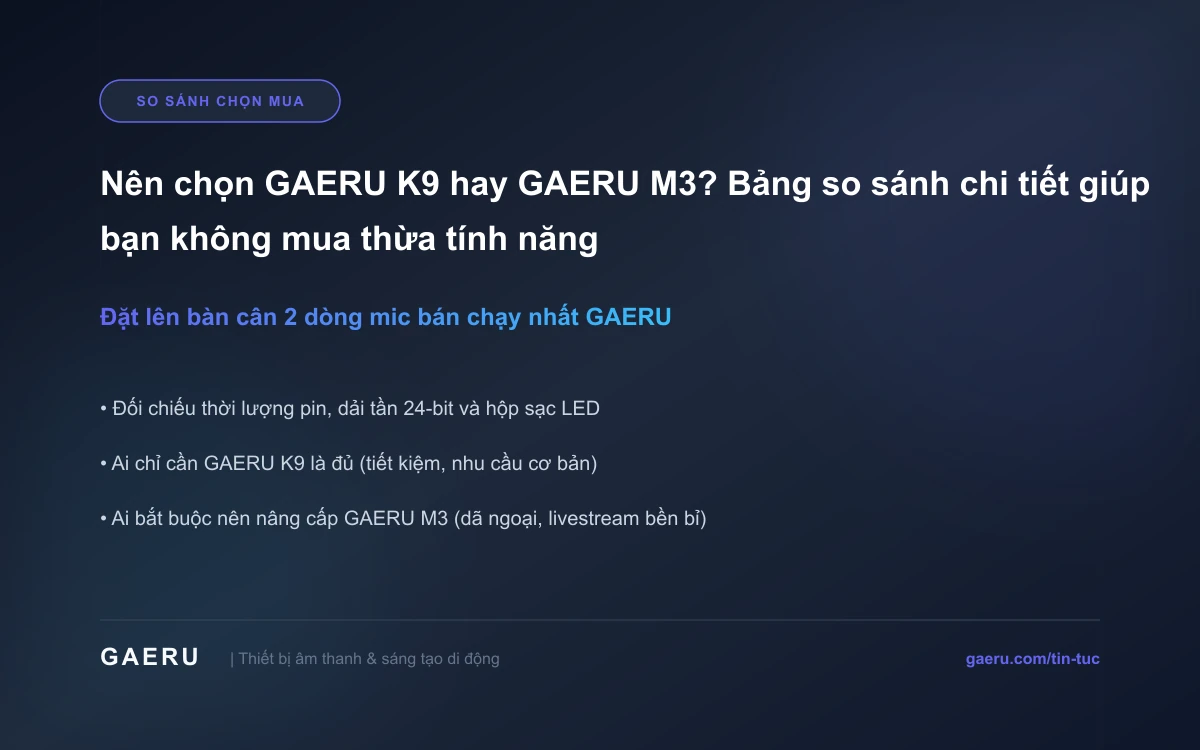 SO SÁNH CHỌN MUA
Nên chọn GAERU K9 hay GAERU M3? Bảng so sánh chi tiết giúp
bạn không mua thừa tính năng
Đặt lên bàn cân 2 dòng mic bán chạy nhất GAERU
• Đối chiếu thời lượng pin, dải tần 24-bit và hộp sạc LED
• Ai chỉ cần GAERU K9 là đủ (tiết kiệm, nhu cầu cơ bản)
• Ai bắt buộc nên nâng cấp GAERU M3 (dã ngoại, livestream bền bỉ)
GAERU | Thiết bị âm thanh & sáng tạo di động
gaeru.com/tin-tuc